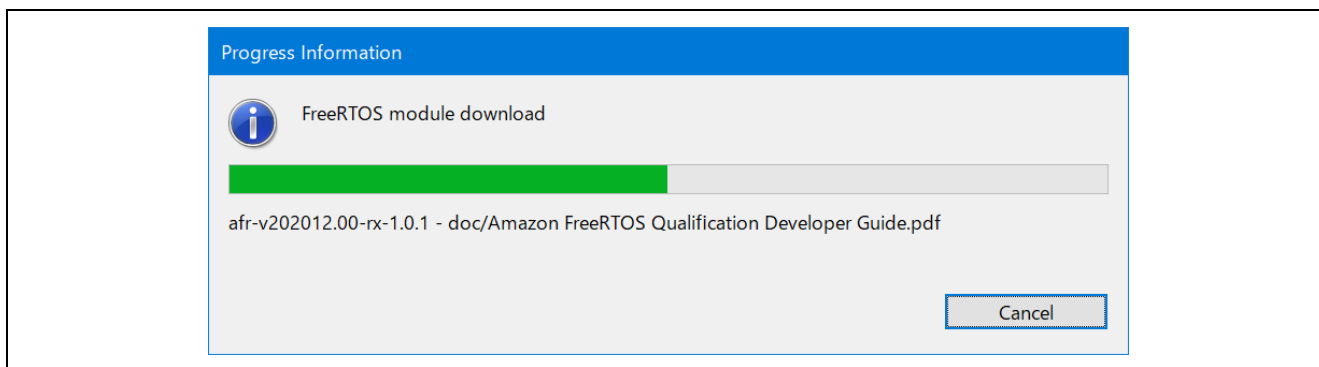 Progress Information
FreeRTOS module download
afr-v202012.00-rx-1.0.1 - doc/Amazon FreeRTOS Qualification Developer Guide.pdf
Cancel